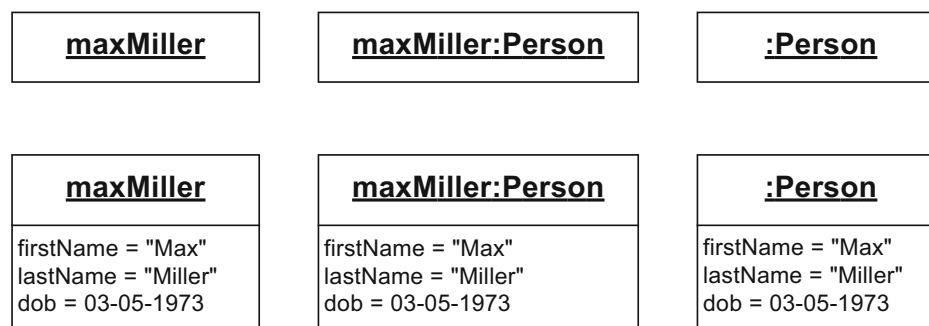 maxMiller
maxMiller:Person
:Person
maxMiller
firstName = "Max"
lastName = "Miller"
dob = 03-05-1973
maxMiller:Person
firstName = "Max"
lastName = "Miller"
dob = 03-05-1973
:Person
firstName = "Max"
lastName = "Miller"
dob = 03-05-1973